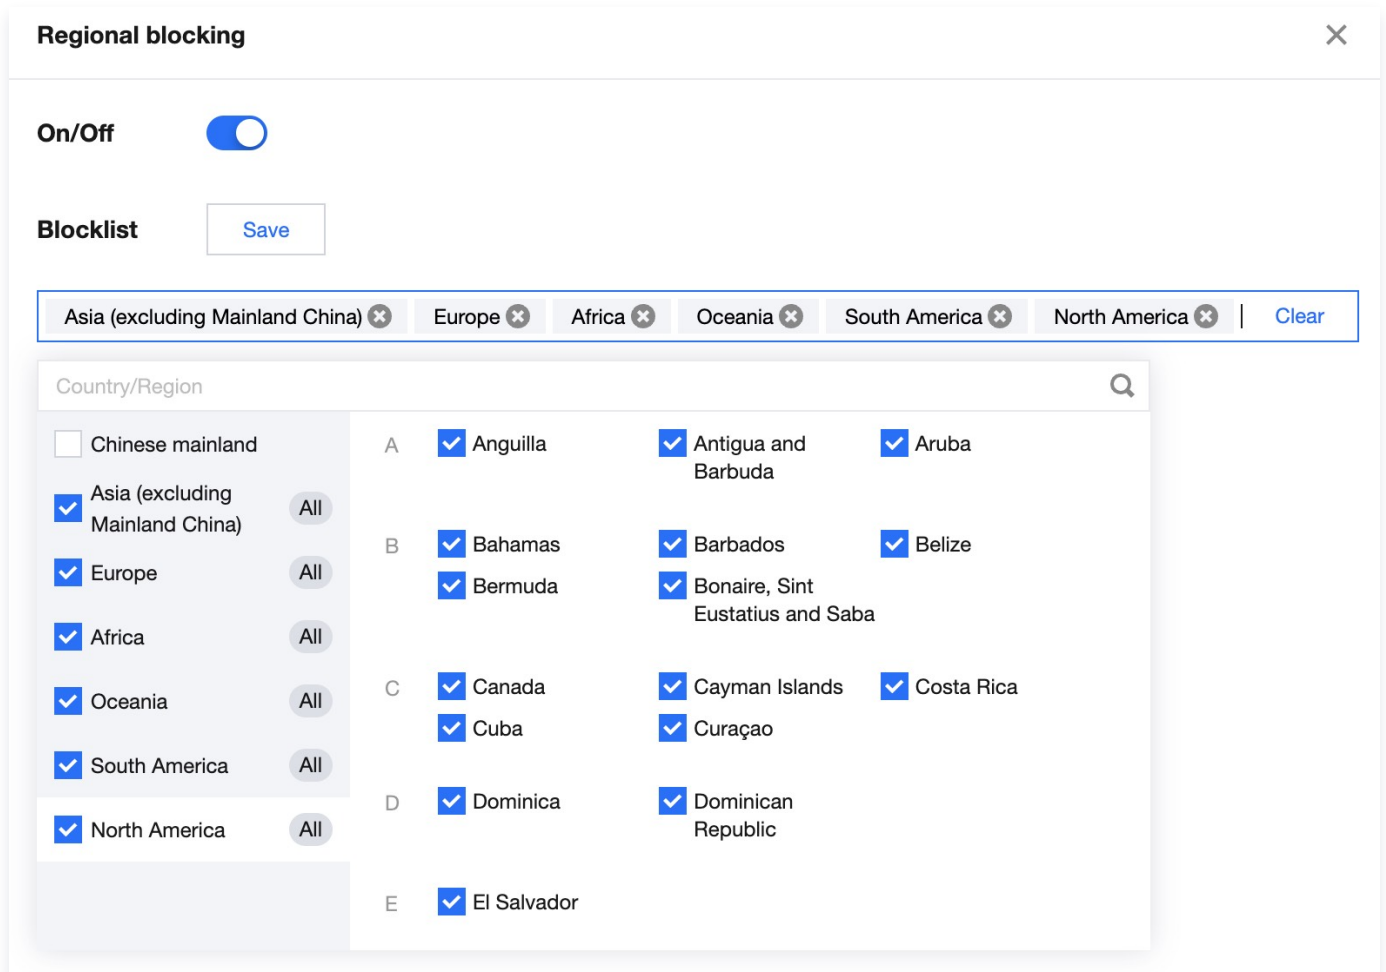 Regional blocking
On/Off
Blocklist
Save
Asia (excluding Mainland China) Europe Africa Oceania South America North America Clear
Country/Region
Chinese mainland
Asia (excluding
Mainland China) All
Europe All
Africa All
Oceania All
South America All
North America All
A Anguilla Antigua and Aruba
Barbuda
B Bahamas Barbados Belize
Bermuda Bonaire, Sint
Eustatius and Saba
C Canada Cayman Islands Costa Rica
Cuba Curaçao
D Dominica Dominican
Republic
E El Salvador